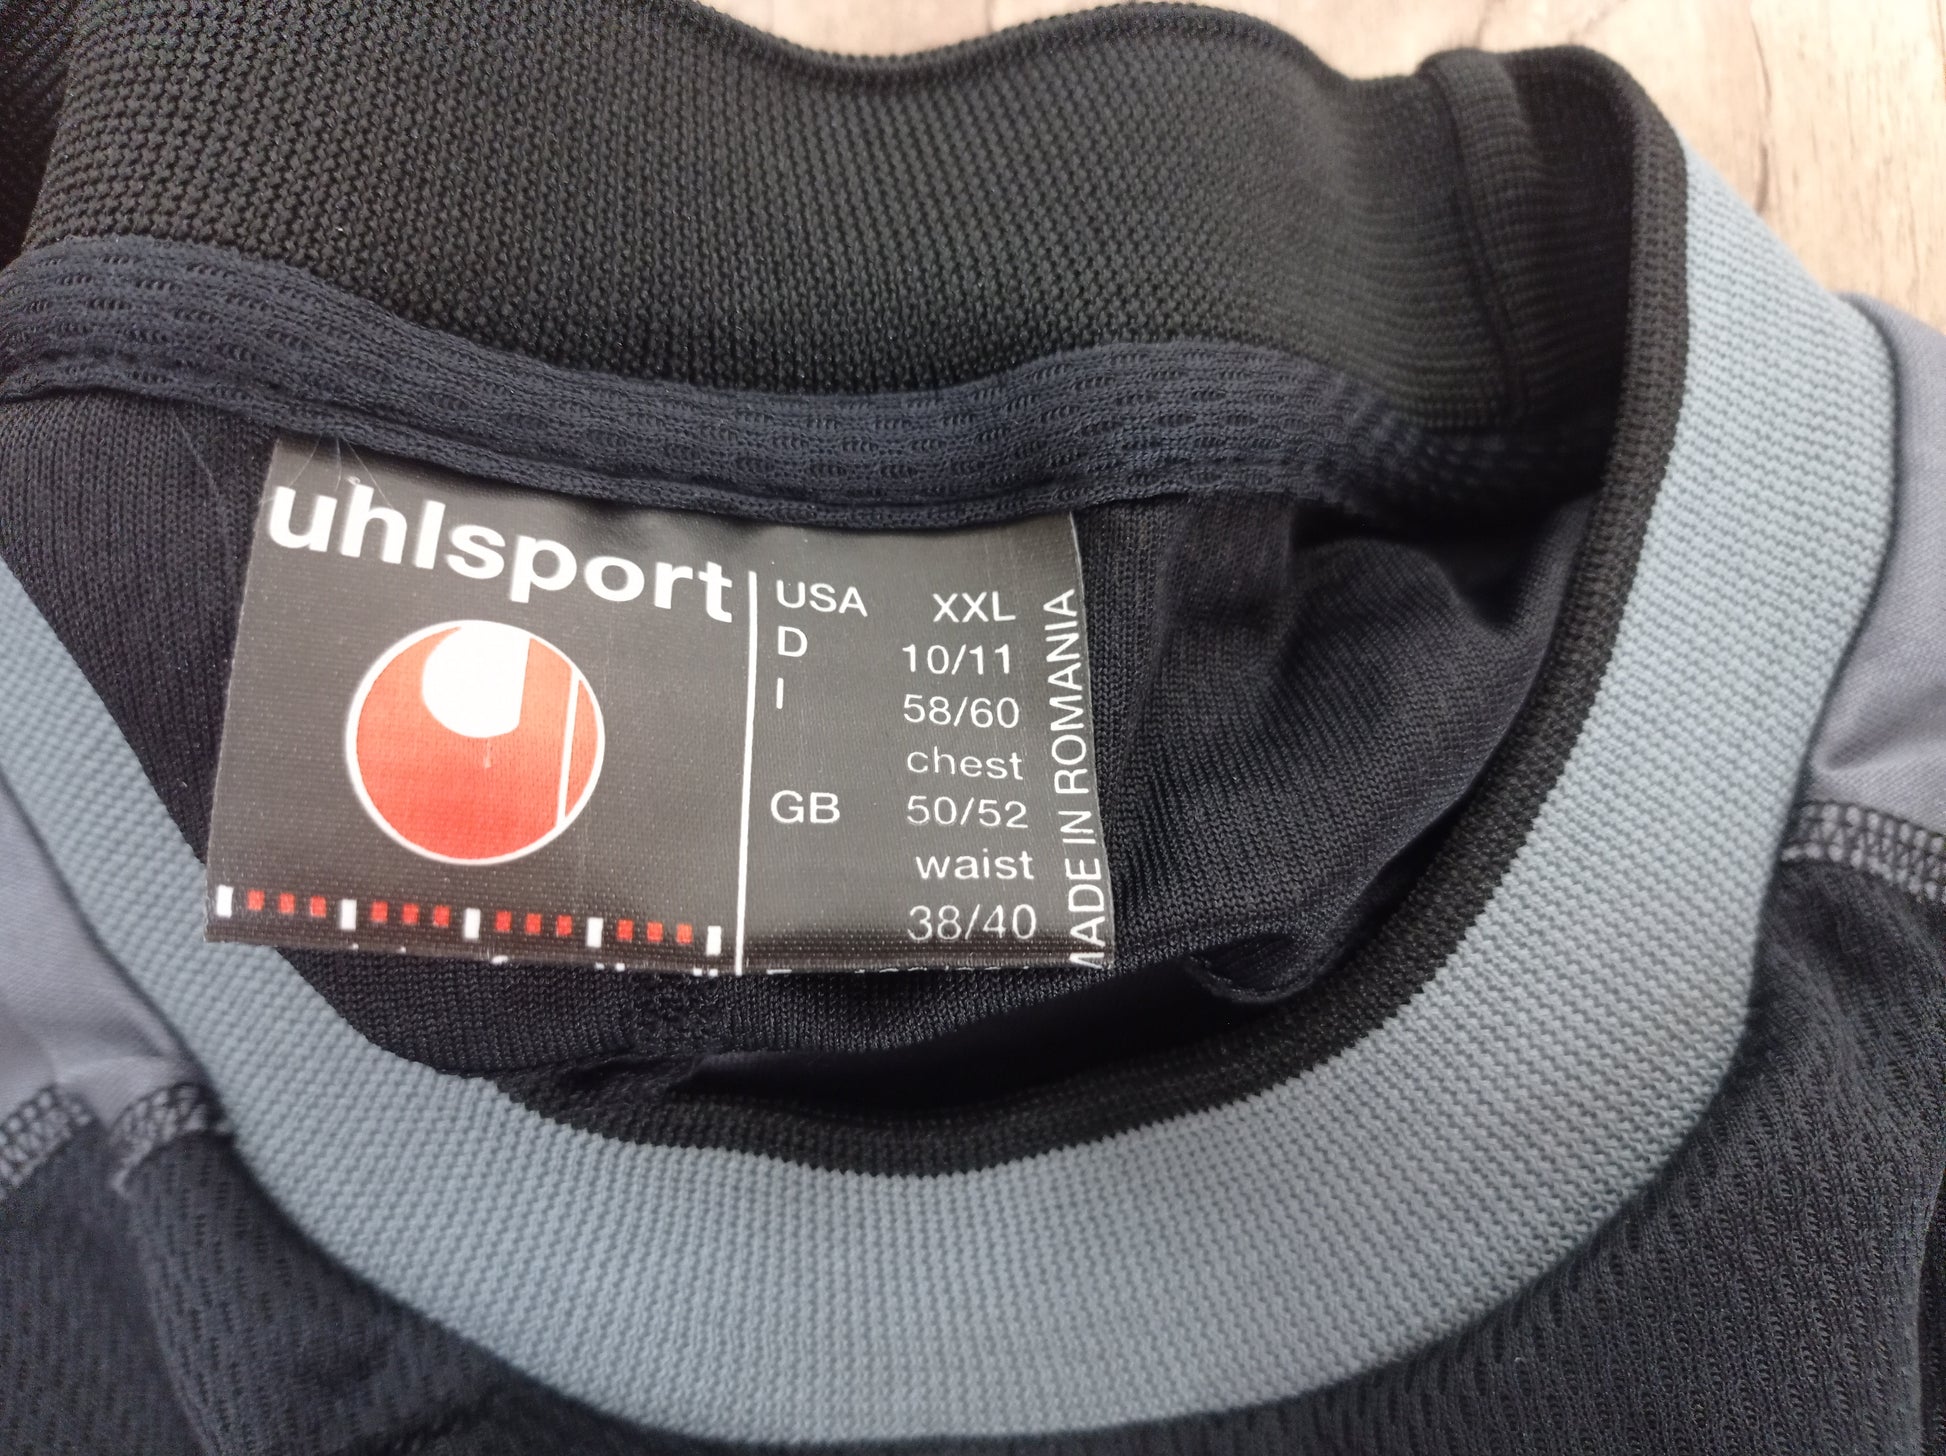 uhlsport
USA XXL
D 10/11
I 58/60
chest
GB 50/52
waist
38/40
MADE IN ROMANIA